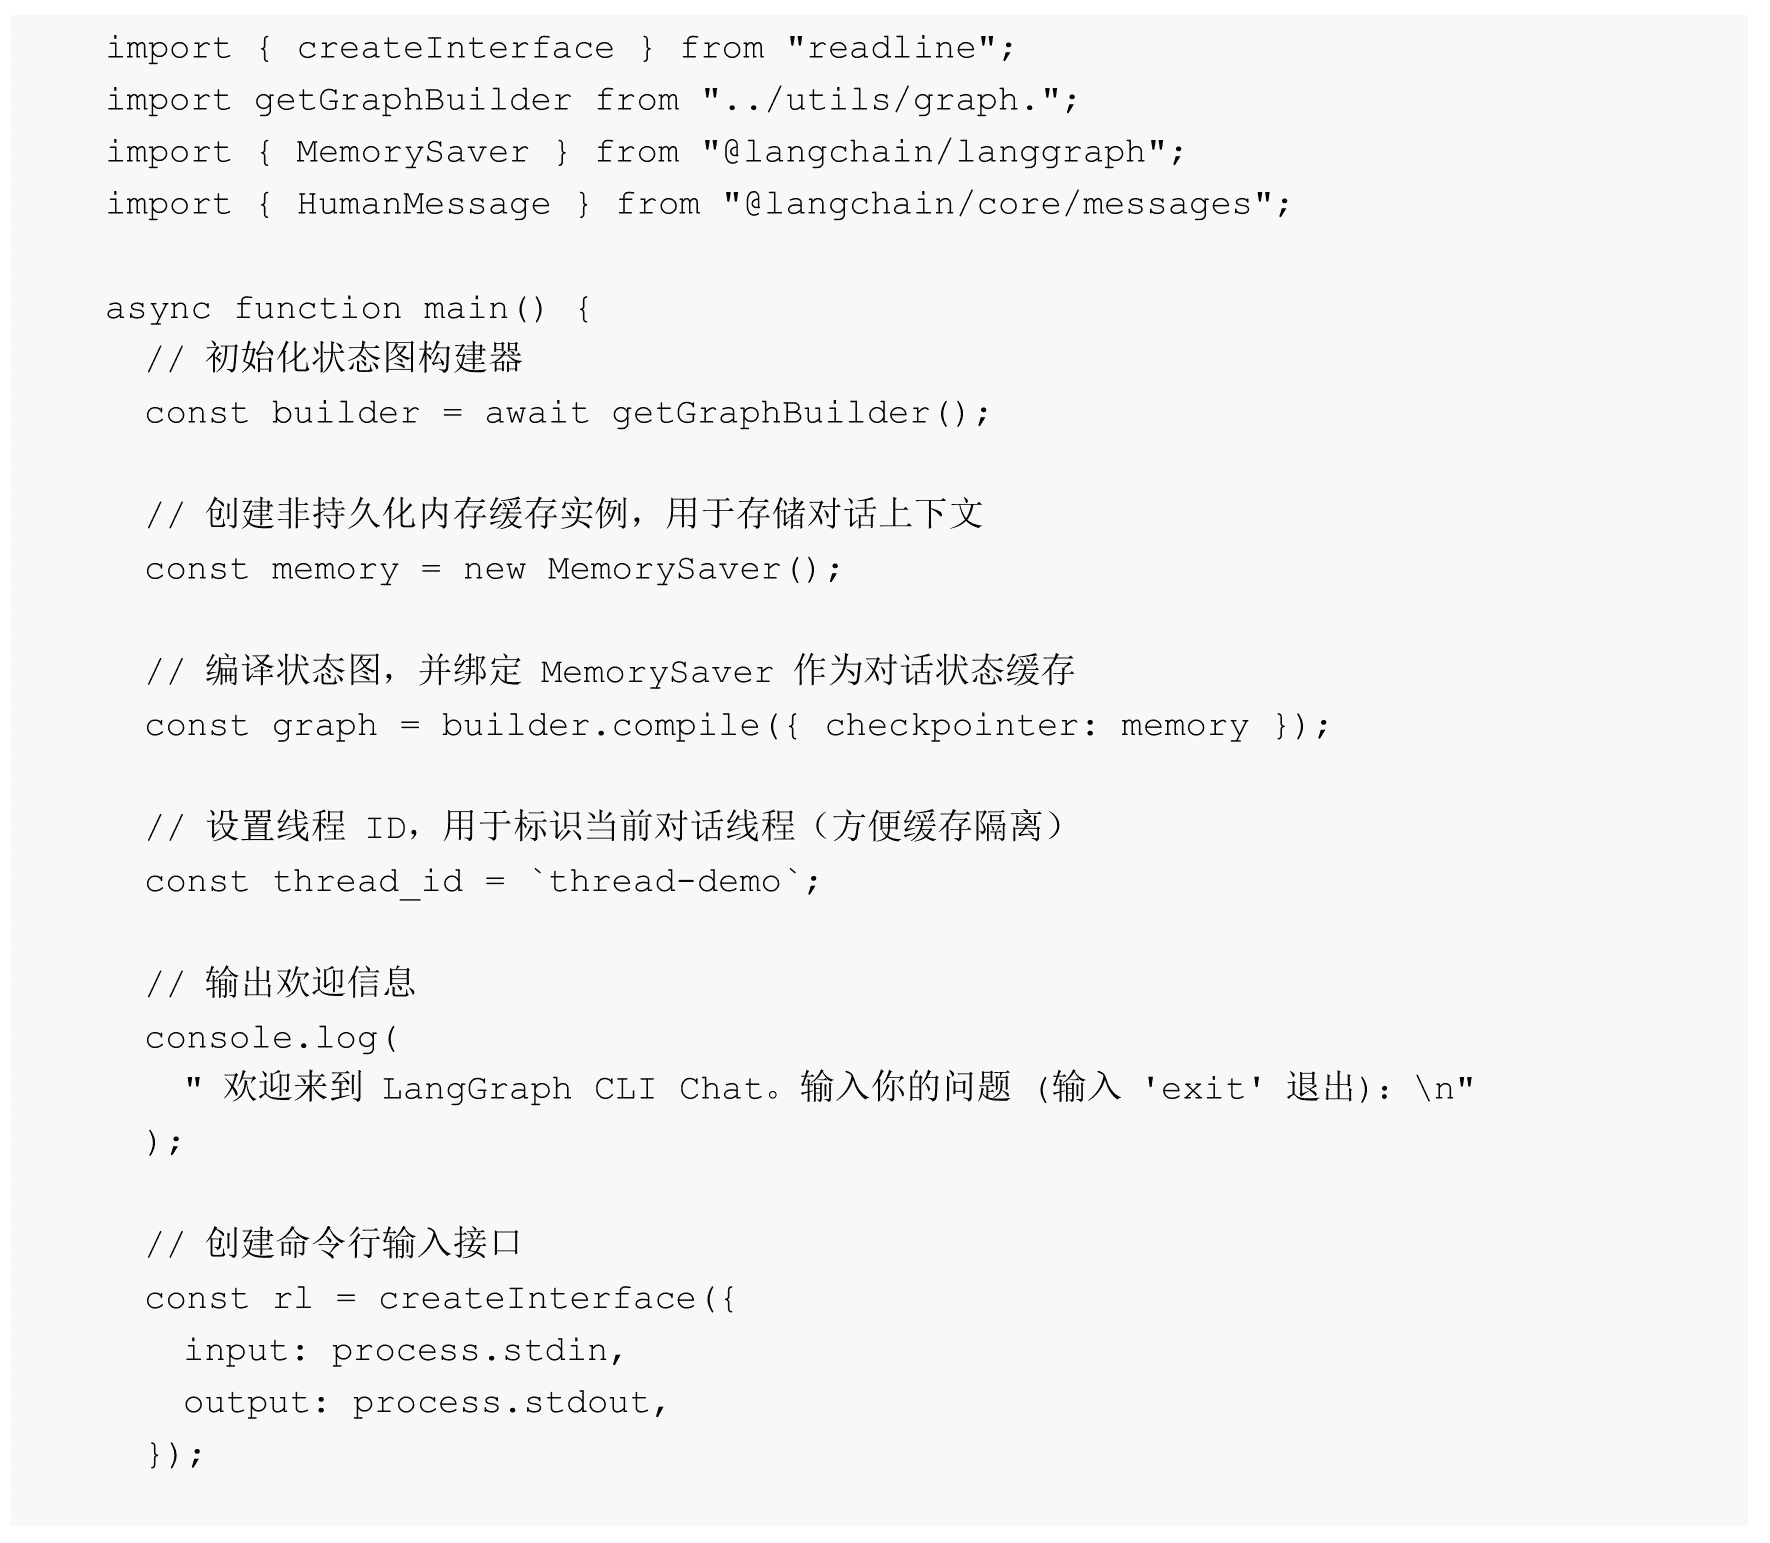 import { createInterface } from "readline";
import getGraphBuilder from "../utils/graph.";
import { MemorySaver } from "@langchain/langgraph";
import { HumanMessage } from "@langchain/core/messages";

async function main() {
  // 初始化状态图构建器
  const builder = await getGraphBuilder();

  // 创建非持久化内存缓存实例，用于存储对话上下文
  const memory = new MemorySaver();

  // 编译状态图，并绑定 MemorySaver 作为对话状态缓存
  const graph = builder.compile({ checkpointer: memory });

  // 设置线程 ID，用于标识当前对话线程（方便缓存隔离）
  const thread_id = `thread-demo`;

  // 输出欢迎信息
  console.log(
    " 欢迎来到 LangGraph CLI Chat。输入你的问题 (输入 'exit' 退出)：\n"
  );

  // 创建命令行输入接口
  const rl = createInterface({
    input: process.stdin,
    output: process.stdout,
  });